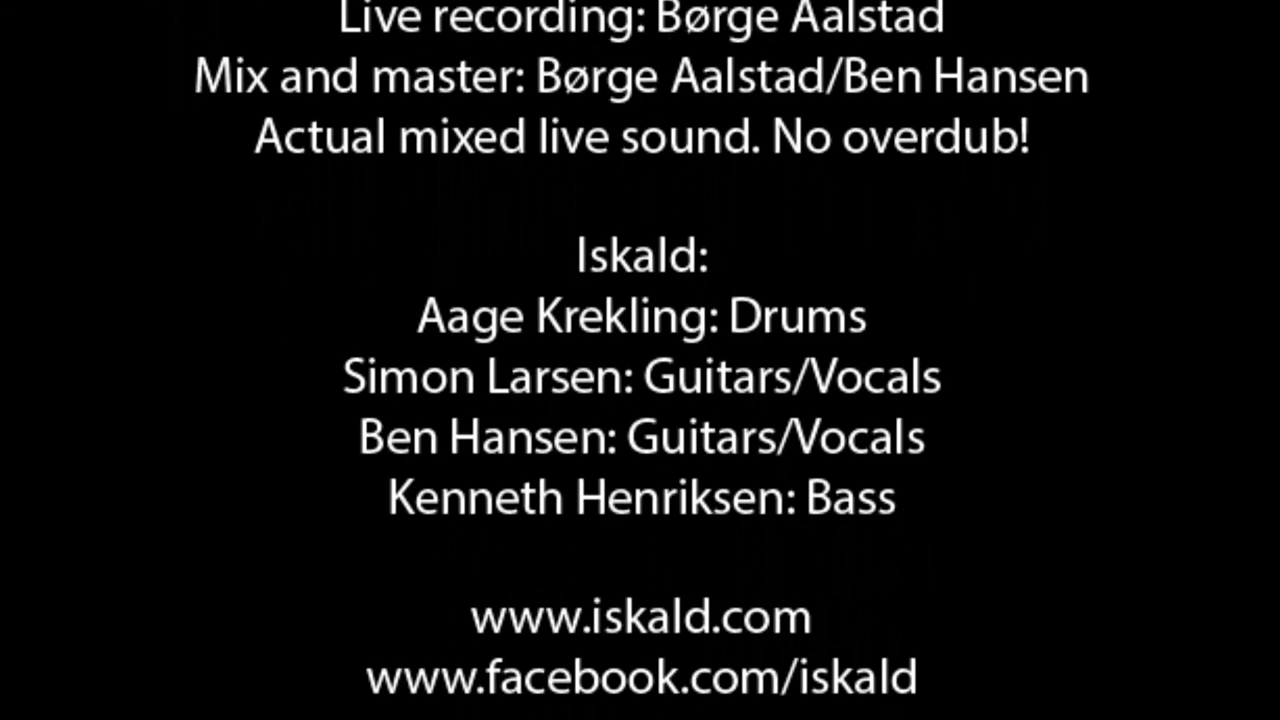 Live recording: Børge Aalstad
Mix and master: Børge Aalstad/Ben Hansen
Actual mixed live sound. No overdub!
Iskald:
Aage Krekling: Drums
Simon Larsen: Guitars/Vocals
Ben Hansen: Guitars/Vocals
Kenneth Henriksen: Bass
www.iskald.com
www.facebook.com/iskald